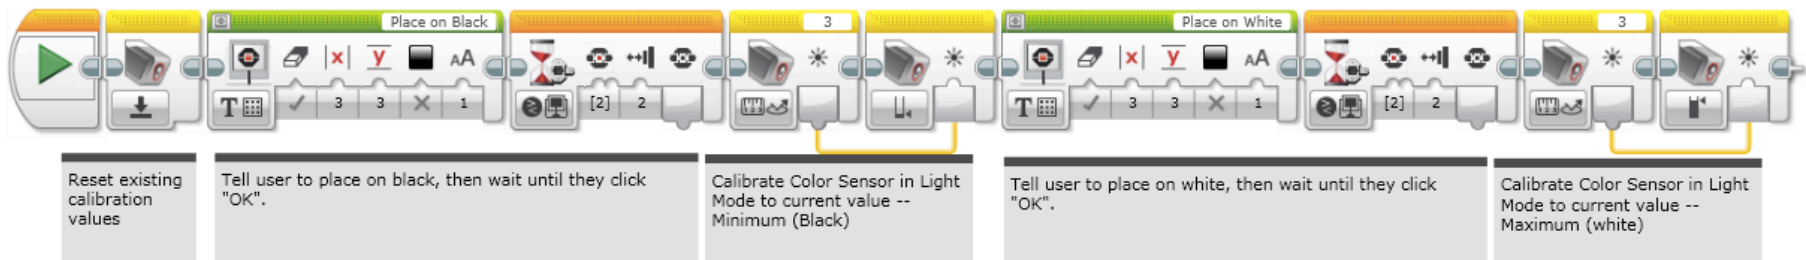 Place on Black
3
Place on White
3
x y AA
x y AA
T 3 3 1
[2] 2
T 3 3 1
[2] 2
Reset existing
calibration
values
Tell user to place on black, then wait until they click
"OK".
Calibrate Color Sensor in Light
Mode to current value --
Minimum (Black)
Tell user to place on white, then wait until they click
"OK".
Calibrate Color Sensor in Light
Mode to current value --
Maximum (white)